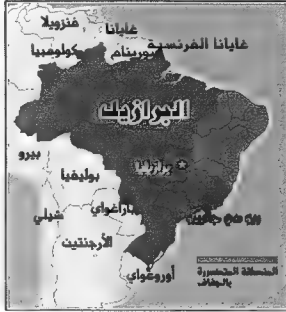 فنزويلا
غايانا
غايانا الفرنسية
سورينام
كولومبيا
البرازيل
بيرو
برازيليا
بوليفيا
باراغواي
ريو دي جانيرو
شيلي
الأرجنتين
المنطقة المتضررة
بالجفاف
أوروغواي